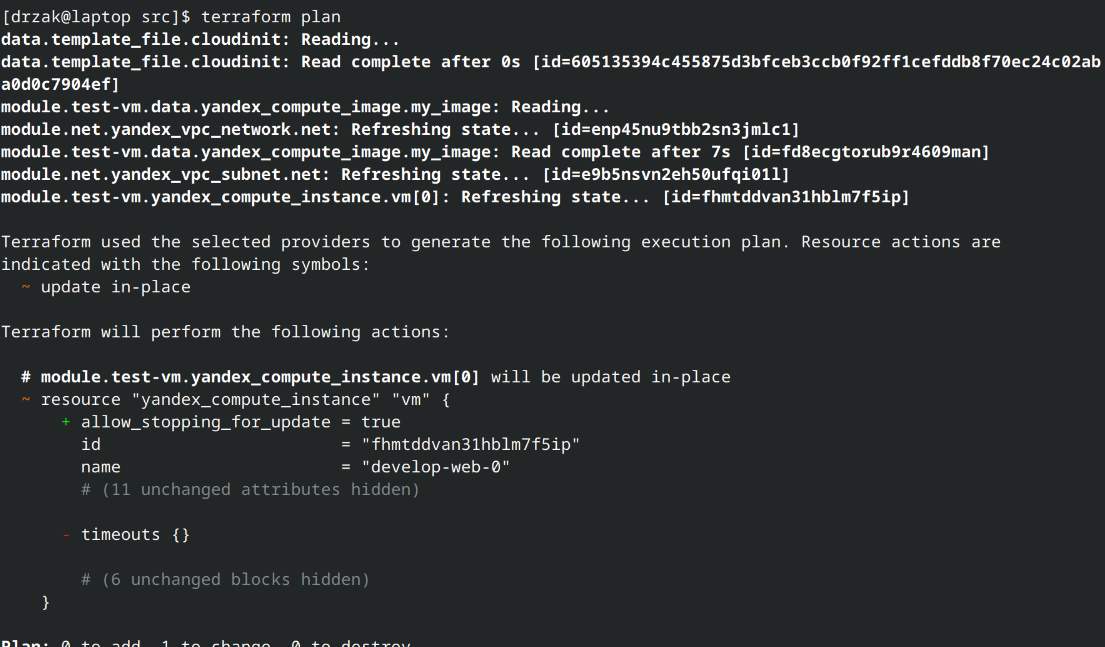 [drzak@laptop src]$ terraform plan
data.template_file.cloudinit: Reading...
data.template_file.cloudinit: Read complete after 0s [id=605135394c455875d3bfceb3ccb0f92ff1cefddb8f70ec24c02ab
a0d0c7904ef]
module.test-vm.data.yandex_compute_image.my_image: Reading...
module.net.yandex_vpc_network.net: Refreshing state... [id=enp45nu9tbb2sn3jmlc1]
module.test-vm.data.yandex_compute_image.my_image: Read complete after 7s [id=fd8ecgtorub9r4609man]
module.net.yandex_vpc_subnet.net: Refreshing state... [id=e9b5nsvn2eh50ufqi01l]
module.test-vm.yandex_compute_instance.vm[0]: Refreshing state... [id=fhmtddvan31hblm7f5ip]
Terraform used the selected providers to generate the following execution plan. Resource actions are
indicated with the following symbols:
~ update in-place
Terraform will perform the following actions:
# module.test-vm.yandex_compute_instance.vm[0] will be updated in-place
~ resource "yandex_compute_instance" "vm" {
+ allow_stopping_for_update = true
id = "fhmtddvan31hblm7f5ip"
name = "develop-web-0"
# (11 unchanged attributes hidden)
- timeouts {}
# (6 unchanged blocks hidden)
}
Plan: 0 to add, 1 to change, 0 to destroy.